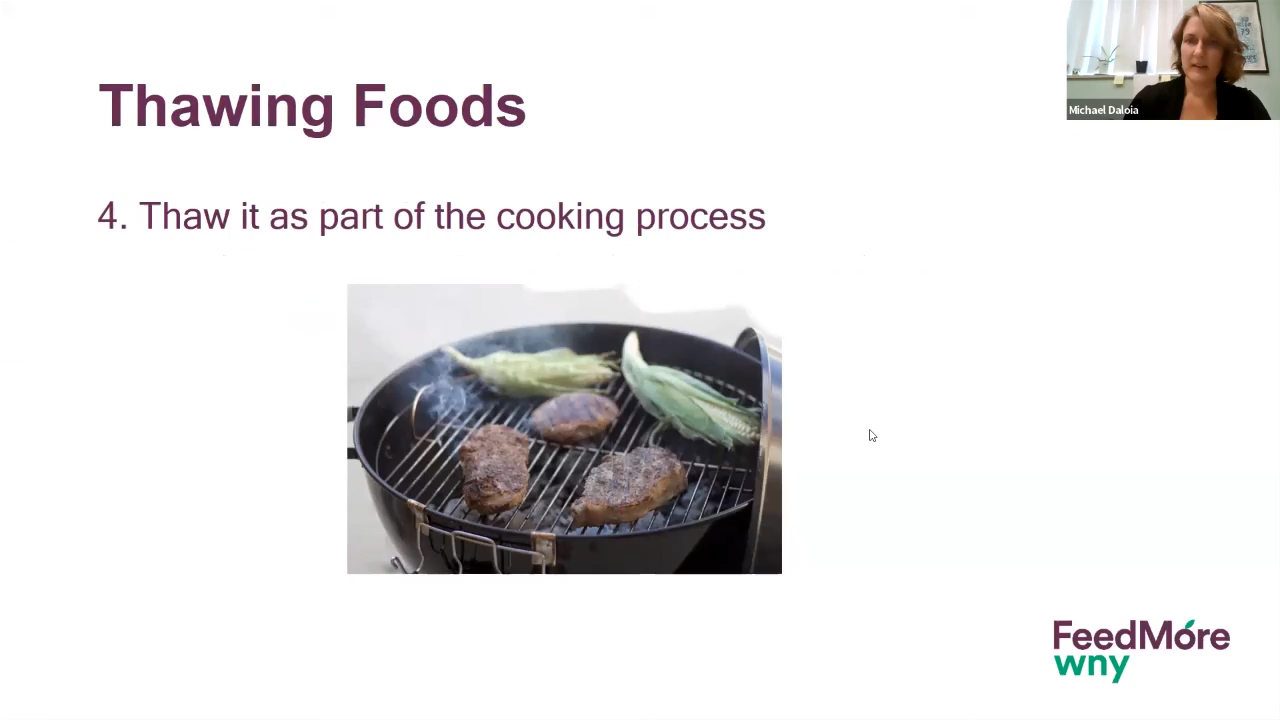 Thawing Foods
Michael Daloia
4. Thaw it as part of the cooking process
FeedMore
wny